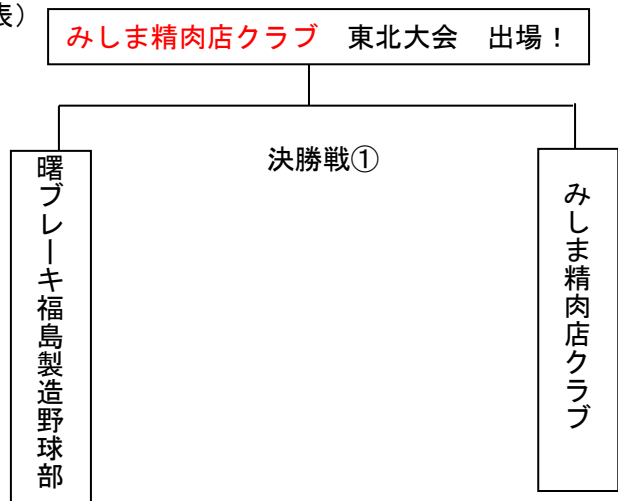 表）
みしま精肉店クラブ　東北大会　出場！
決勝戦①
曙ブレーキ福島製造野球部
みしま精肉店クラブ